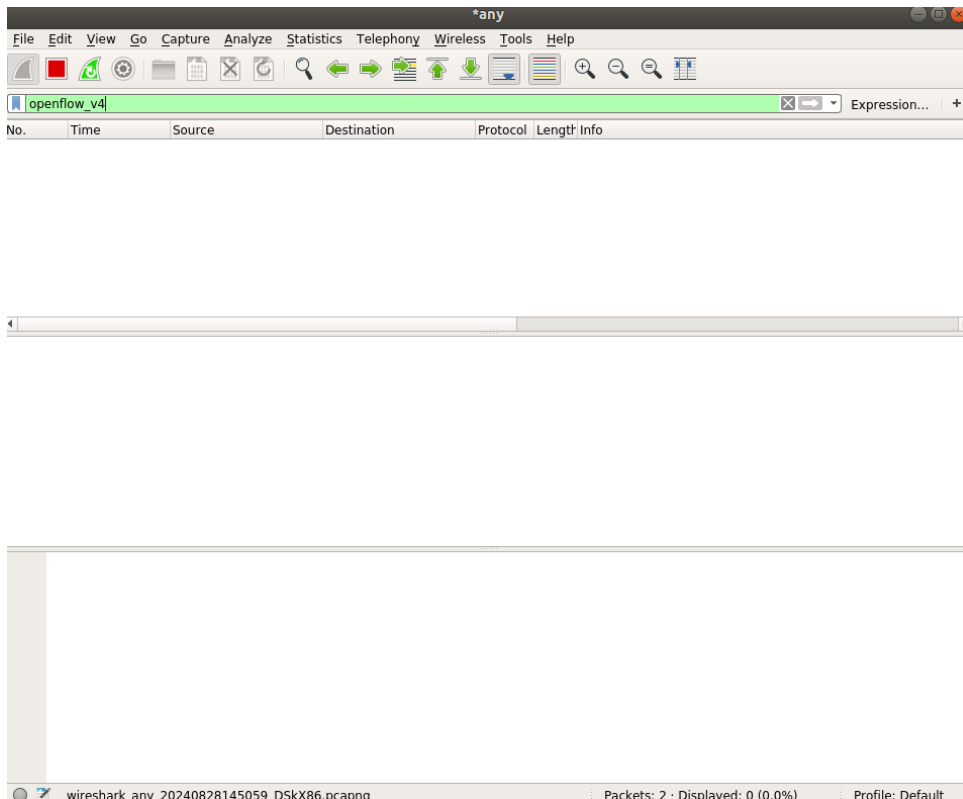 *any
File Edit View Go Capture Analyze Statistics Telephony Wireless Tools Help
openflow_v4 Expression... +
No. Time Source Destination Protocol Length Info
wireshark_any_20240828145059_DSkX86.pcapng Packets: 2 · Displayed: 0 (0.0%) Profile: Default